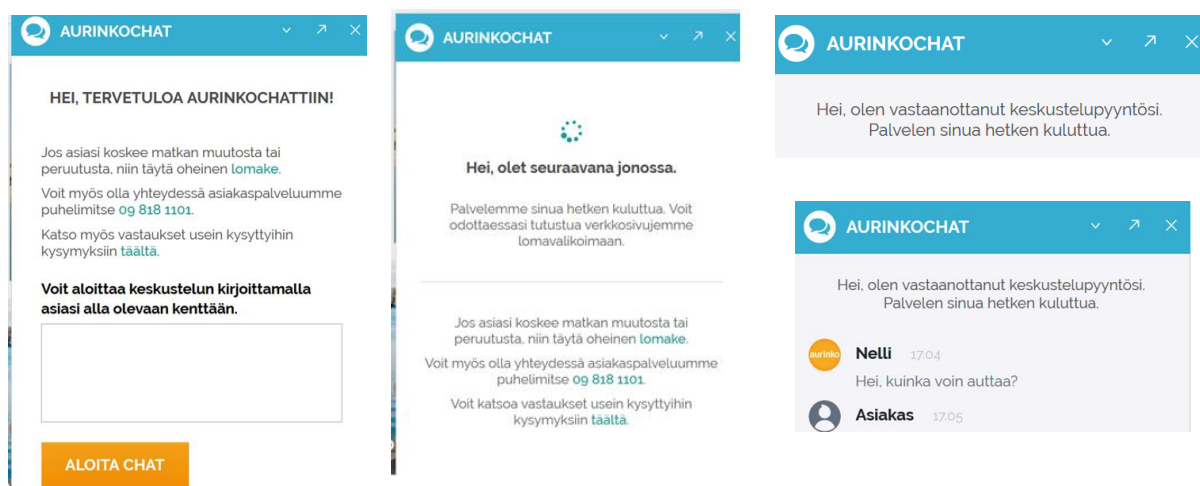 AURINKOCHAT
HEI, TERVETULOA AURINKOCHATTIIN!
Jos asiasi koskee matkan muutosta tai
peruutusta, niin täytä oheinen lomake.
Voit myös olla yhteydessä asiakaspalveluumme
puhelimitse 09 818 1101.
Katso myös vastaukset usein kysyttyihin
kysymyksiin täältä.
Voit aloittaa keskustelun kirjoittamalla
asiasi alla olevaan kenttään.
ALOITA CHAT
AURINKOCHAT
Hei, olet seuraavana jonossa.
Palvelemme sinua hetken kuluttua. Voit
odottaessasi tutustua verkkosivujemme
lomavalikoimaan.
Jos asiasi koskee matkan muutosta tai
peruutusta, niin täytä oheinen lomake.
Voit myös olla yhteydessä asiakaspalveluumme
puhelimitse 09 818 1101.
Voit katsoa vastaukset usein kysyttyihin
kysymyksiin täältä.
AURINKOCHAT
Hei, olen vastaanottanut keskustelupyyntösi.
Palvelen sinua hetken kuluttua.
AURINKOCHAT
Hei, olen vastaanottanut keskustelupyyntösi.
Palvelen sinua hetken kuluttua.
aurinko Nelli 17.04
Hei, kuinka voin auttaa?
Asiakas 17.05